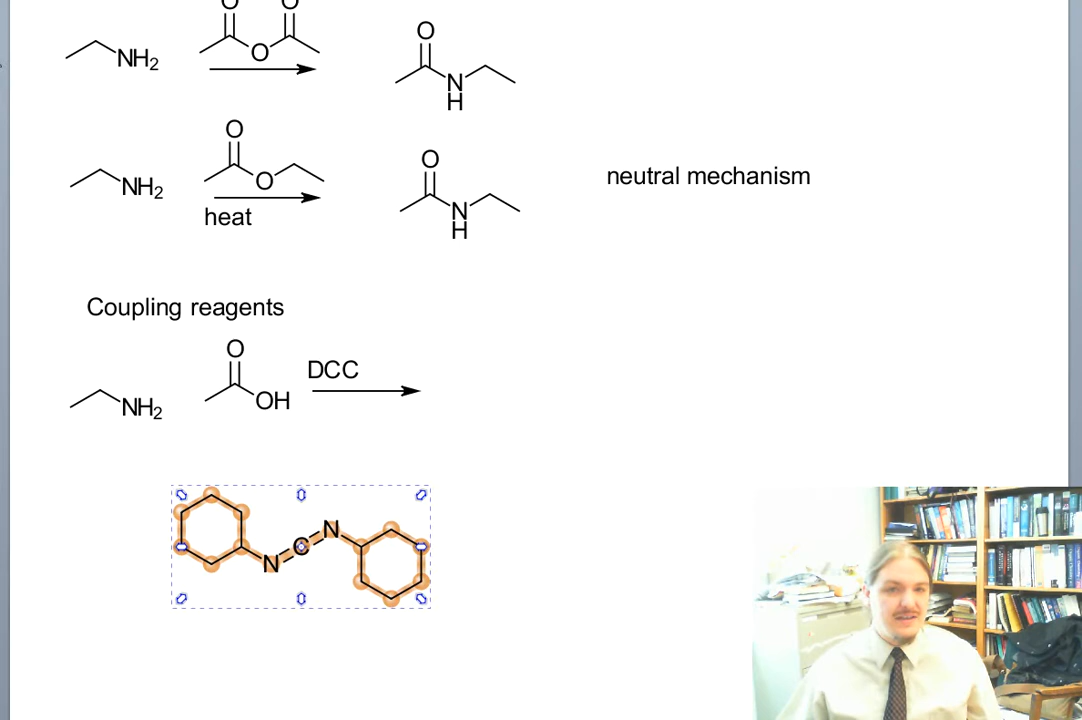 O O
NH2 O O
N
H
O O
NH2 O N neutral mechanism
heat H
Coupling reagents
O
DCC
NH2 OH
N C N